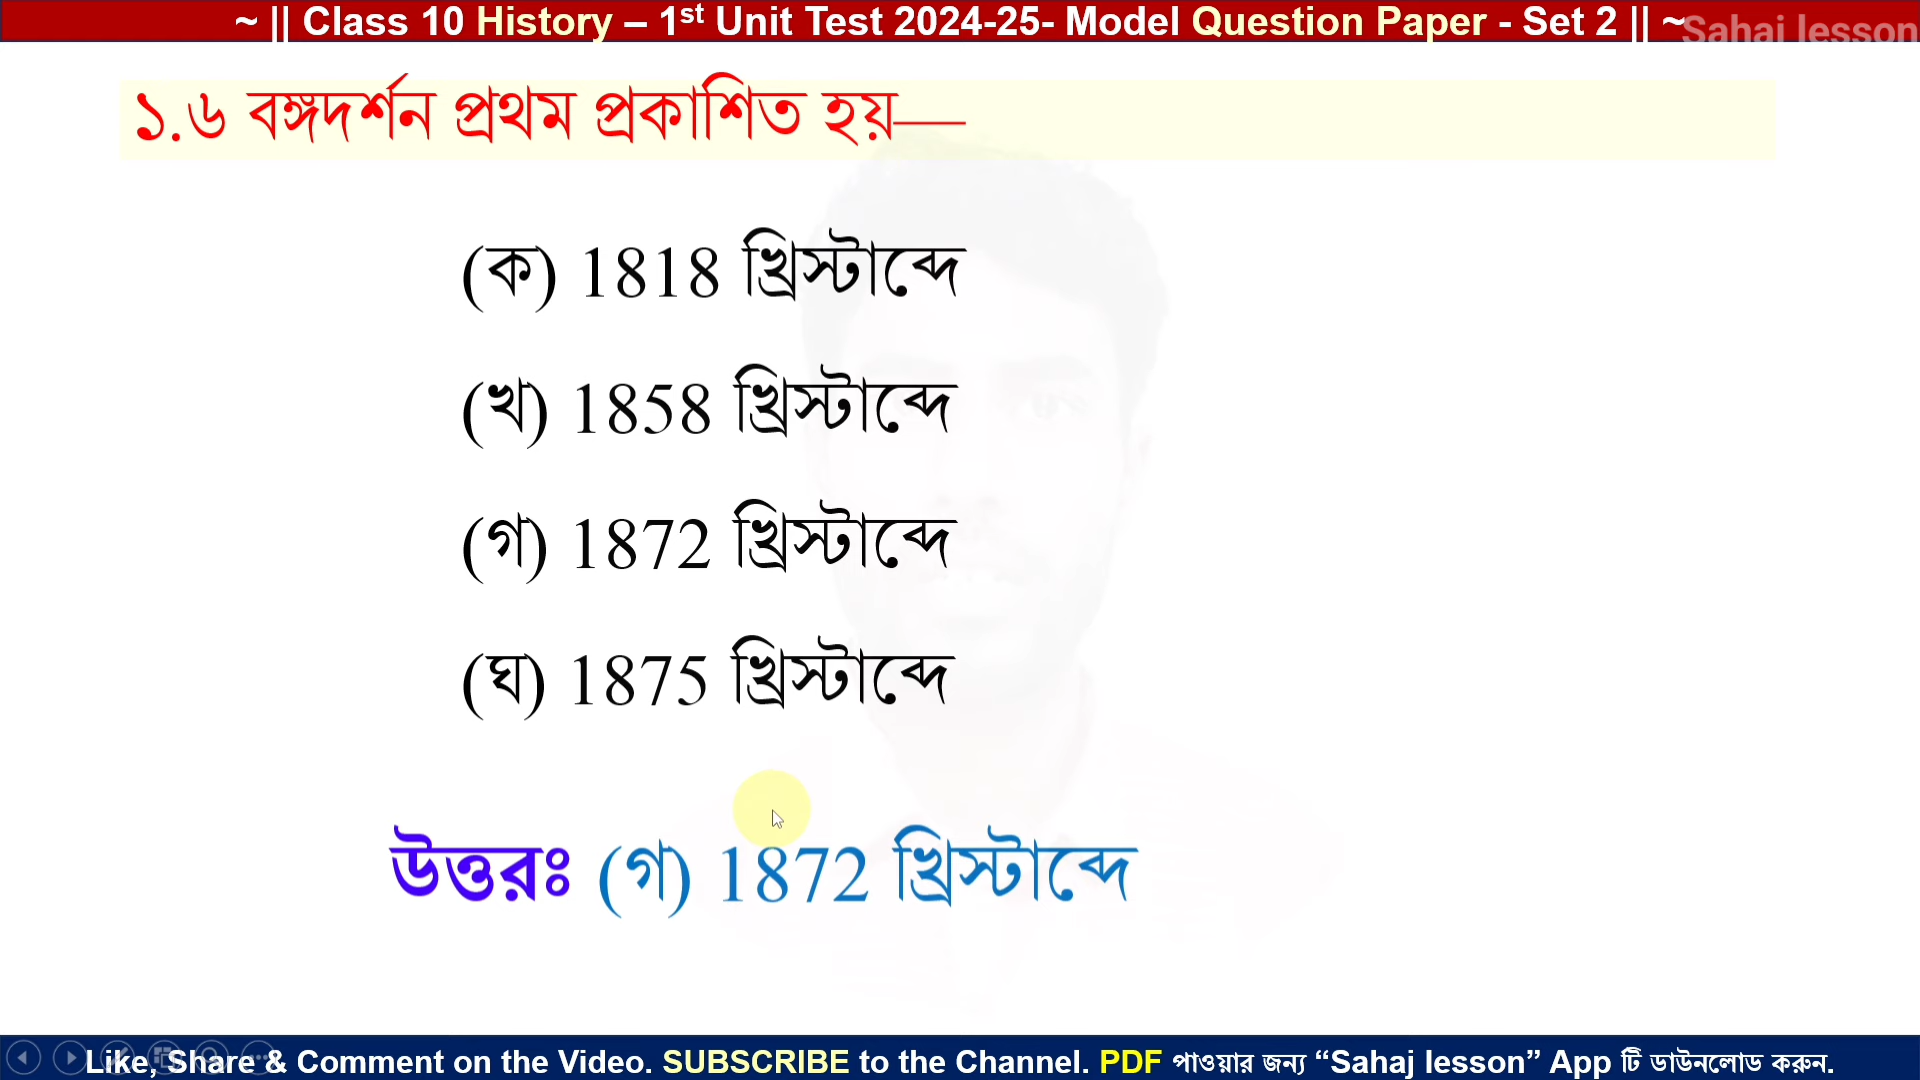 ~ || Class 10 History – 1st Unit Test 2024-25- Model Question Paper - Set 2 || ~
Sahaj lesson
১.৬ বঙ্গদর্শন প্রথম প্রকাশিত হয়—
(ক) 1818 খ্রিস্টাব্দে
(খ) 1858 খ্রিস্টাব্দে
(গ) 1872 খ্রিস্টাব্দে
(ঘ) 1875 খ্রিস্টাব্দে
উত্তরঃ (গ) 1872 খ্রিস্টাব্দে
Like, Share & Comment on the Video. SUBSCRIBE to the Channel. PDF পাওয়ার জন্য “Sahaj lesson” App টি ডাউনলোড করুন.